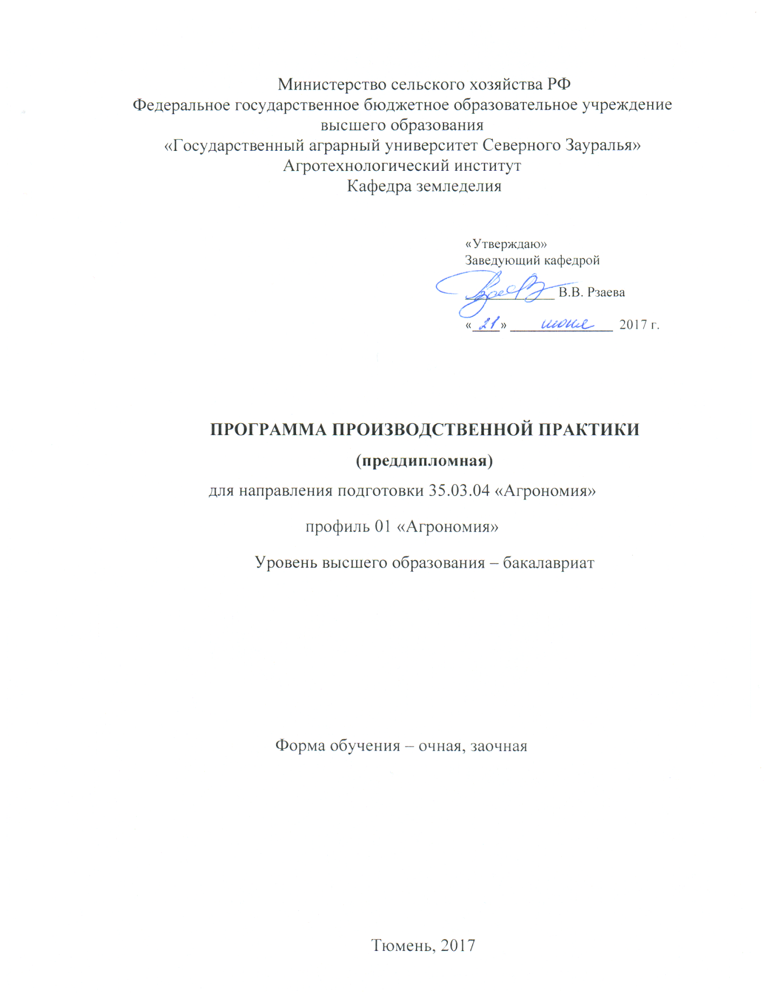 Министерство сельского хозяйства РФ
Федеральное государственное бюджетное образовательное учреждение
высшего образования
«Государственный аграрный университет Северного Зауралья»
Агротехнологический институт
Кафедра земледелия
«Утверждаю»
Заведующий кафедрой
В.В. Рзаева
«21» июня 2017 г.
ПРОГРАММА ПРОИЗВОДСТВЕННОЙ ПРАКТИКИ
(преддипломная)
для направления подготовки 35.03.04 «Агрономия»
профиль 01 «Агрономия»
Уровень высшего образования – бакалавриат
Форма обучения – очная, заочная
Тюмень, 2017